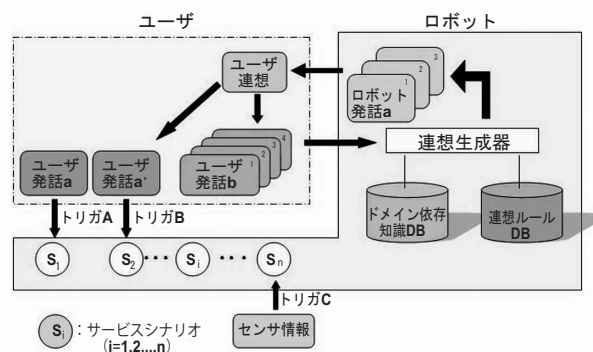 ユーザ
ロボット
ユーザ
連想
3
2
1
ロボット
発話a
連想生成器
ユーザ
発話a
ユーザ
発話a'
4
3
2
1
ユーザ
発話b
ドメイン依存
知識DB
連想ルール
DB
トリガA
トリガB
S1
S2
・・・
Si
・・・
Sn
トリガC
Si：サービスシナリオ
(i=1,2,...,n)
センサ情報